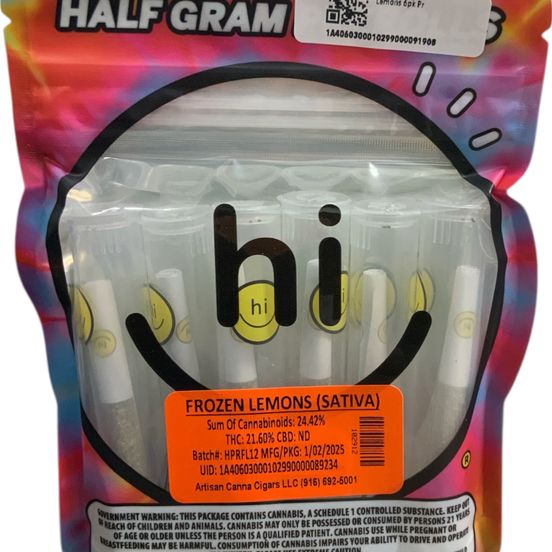 Lemons 6pk Pr
1A4060300010299000091908
HALF GRAM
hi
hi
hi
hi
FROZEN LEMONS (SATIVA)
Sum Of Cannabinoids: 24.42%
THC: 21.60% CBD: ND
Batch#: HPRFL12 MFG/PKG: 1/02/2025
UID: 1A4060300010299000089234
Artisan Canna Cigars LLC (916) 692-5001
182912
GOVERNMENT WARNING: THIS PACKAGE CONTAINS CANNABIS, A SCHEDULE 1 CONTROLLED SUBSTANCE. KEEP OUT
OF REACH OF CHILDREN AND ANIMALS. CANNABIS MAY ONLY BE POSSESSED OR CONSUMED BY PERSONS 21 YEARS
OF AGE OR OLDER UNLESS THE PERSON IS A QUALIFIED PATIENT. CANNABIS USE WHILE PREGNANT OR
BREASTFEEDING MAY BE HARMFUL. CONSUMPTION OF CANNABIS IMPAIRS YOUR ABILITY TO DRIVE AND OPERATE